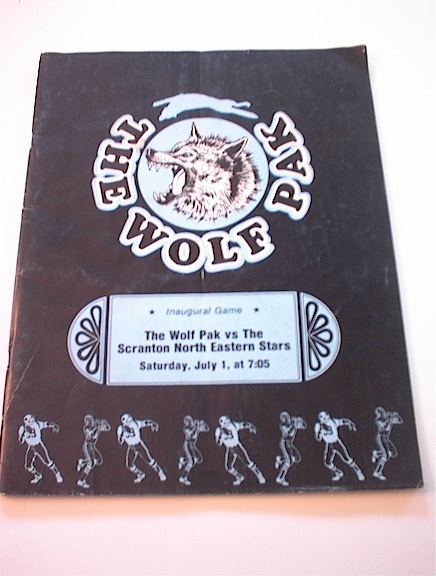 THE WOLF PAK
★ Inaugural Game ★
The Wolf Pak vs The
Scranton North Eastern Stars
Saturday, July 1, at 7:05